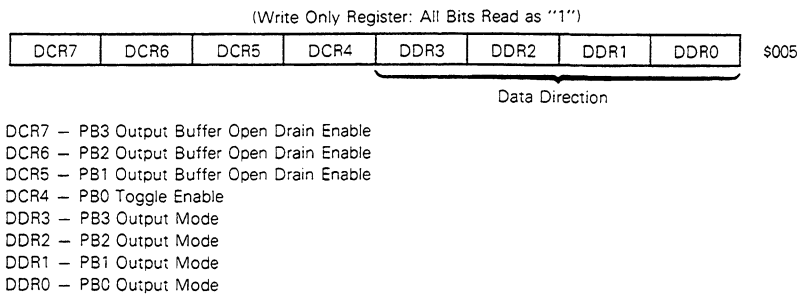 (Write Only Register: All Bits Read as "1")
DCR7 DCR6 DCR5 DCR4 DDR3 DDR2 DDR1 DDR0 $005
Data Direction
DCR7 — PB3 Output Buffer Open Drain Enable
DCR6 — PB2 Output Buffer Open Drain Enable
DCR5 — PB1 Output Buffer Open Drain Enable
DCR4 — PB0 Toggle Enable
DDR3 — PB3 Output Mode
DDR2 — PB2 Output Mode
DDR1 — PB1 Output Mode
DDR0 — PB0 Output Mode